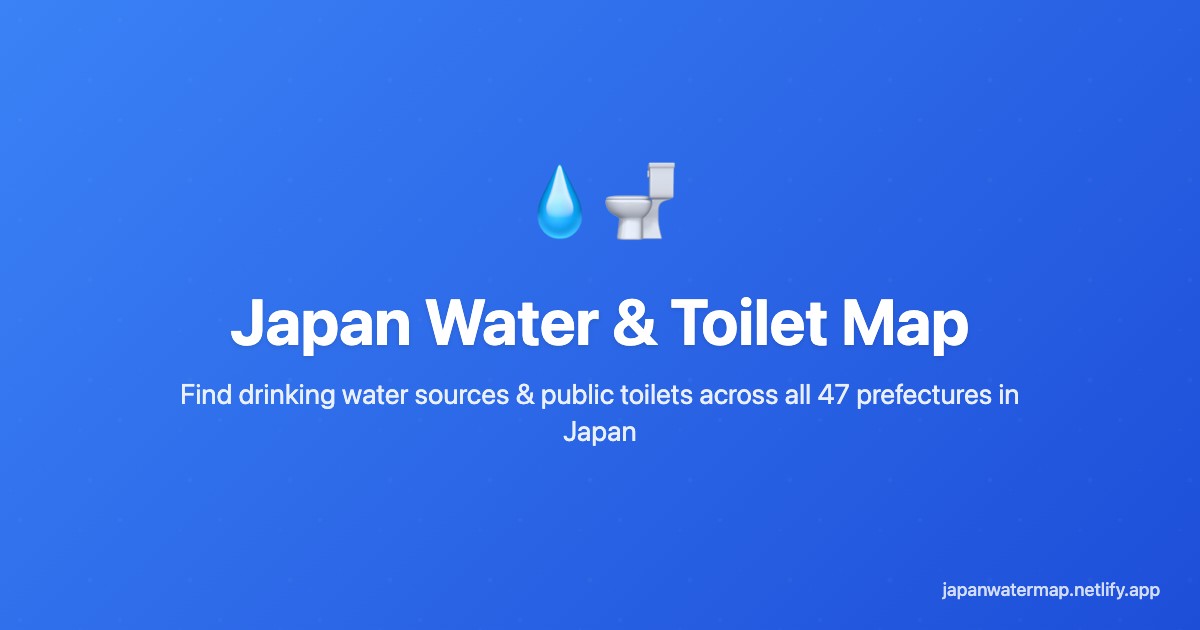 Japan Water & Toilet Map
Find drinking water sources & public toilets across all 47 prefectures in
Japan
japanwatermap.netlify.app